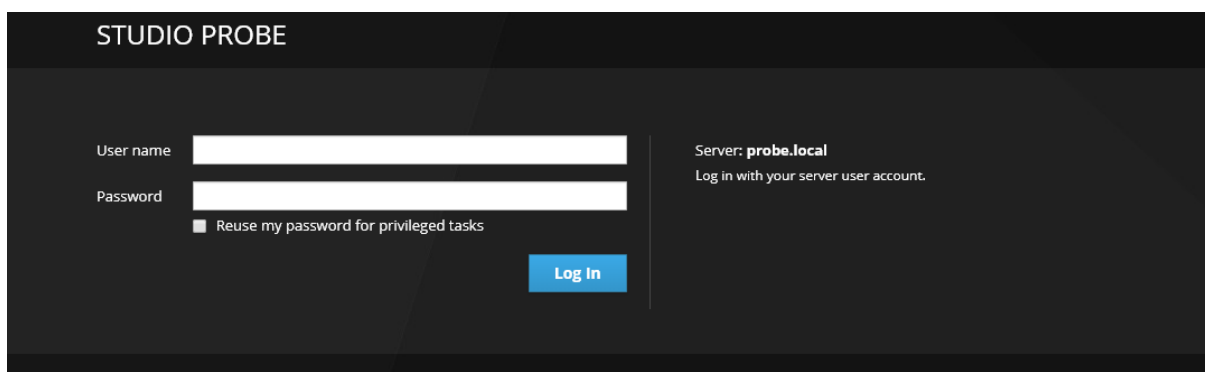 STUDIO PROBE
User name
Password
Reuse my password for privileged tasks
Log In
Server: probe.local
Log in with your server user account.